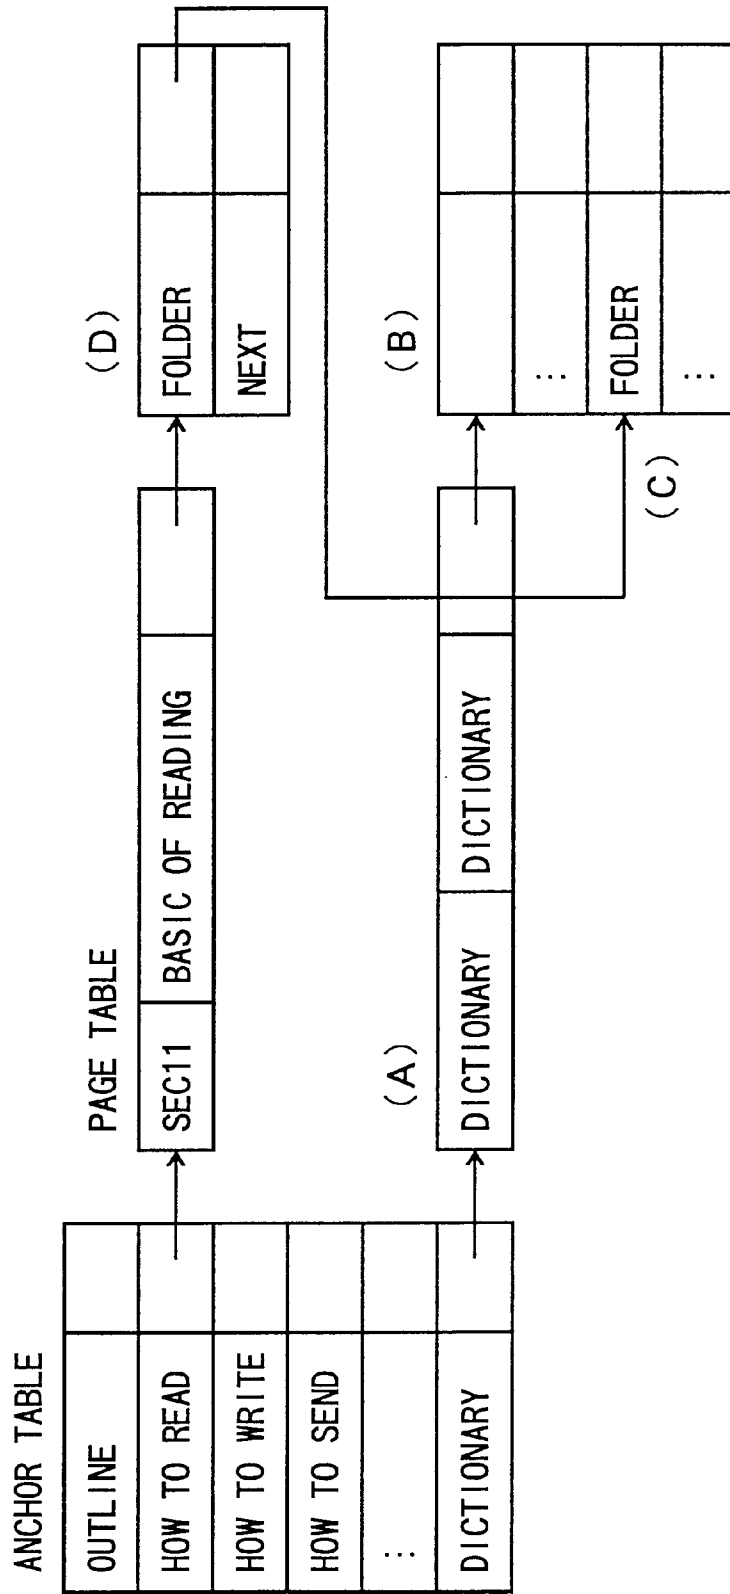 ANCHOR TABLE
OUTLINE
HOW TO READ
HOW TO WRITE
HOW TO SEND
⋮
DICTIONARY
PAGE TABLE
SEC11 BASIC OF READING
(A)
DICTIONARY DICTIONARY
(D)
FOLDER
NEXT
(B)
⋮
FOLDER
⋮
(C)